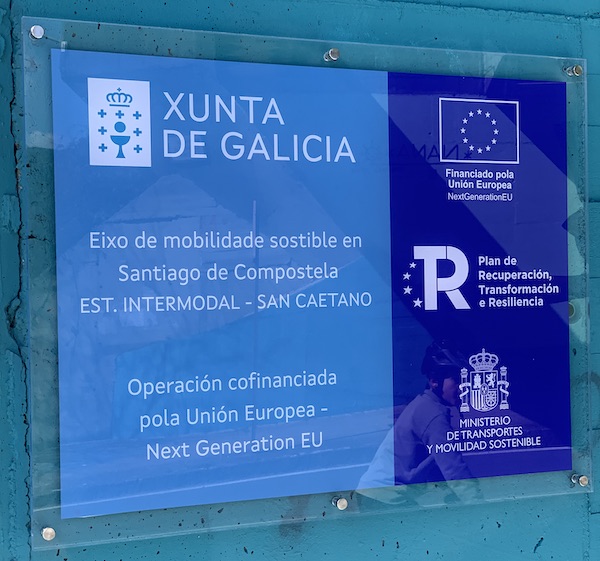 XUNTA
DE GALICIA
Eixo de mobilidade sostible en
Santiago de Compostela
EST. INTERMODAL - SAN CAETANO
Operación cofinanciada
pola Unión Europea -
Next Generation EU
Financiado pola
Unión Europea
NextGenerationEU
TR
Plan de
Recuperación,
Transformación
e Resiliencia
MINISTERIO
DE TRANSPORTES
Y MOVILIDAD SOSTENIBLE